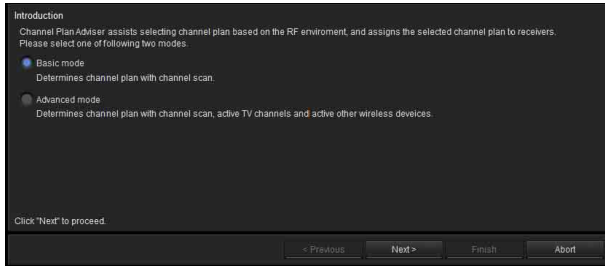 Introduction
Channel Plan Adviser assists selecting channel plan based on the RF enviroment, and assigns the selected channel plan to receivers.
Please select one of following two modes.
Basic mode
Determines channel plan with channel scan.
Advanced mode
Determines channel plan with channel scan, active TV channels and active other wireless deveices.
Click "Next" to proceed.
< Previous Next > Finish Abort